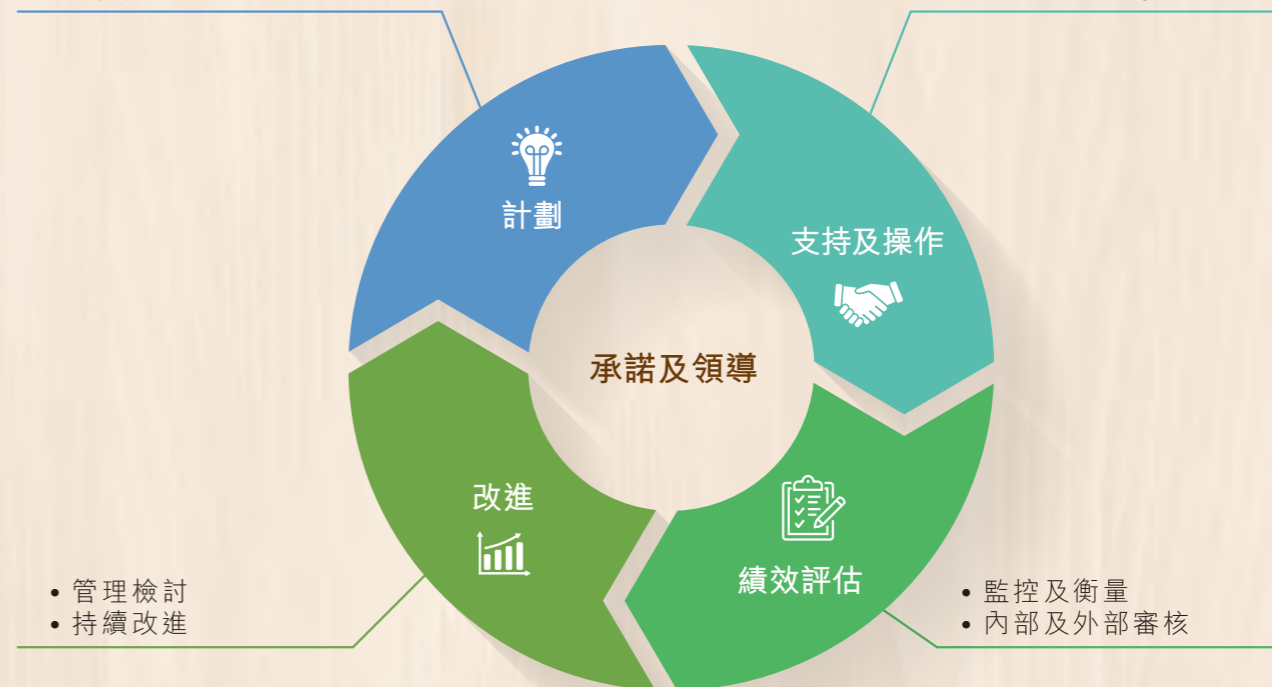 計劃
支持及操作
承諾及領導
改進
績效評估
• 管理檢討
• 持續改進
• 監控及衡量
• 內部及外部審核